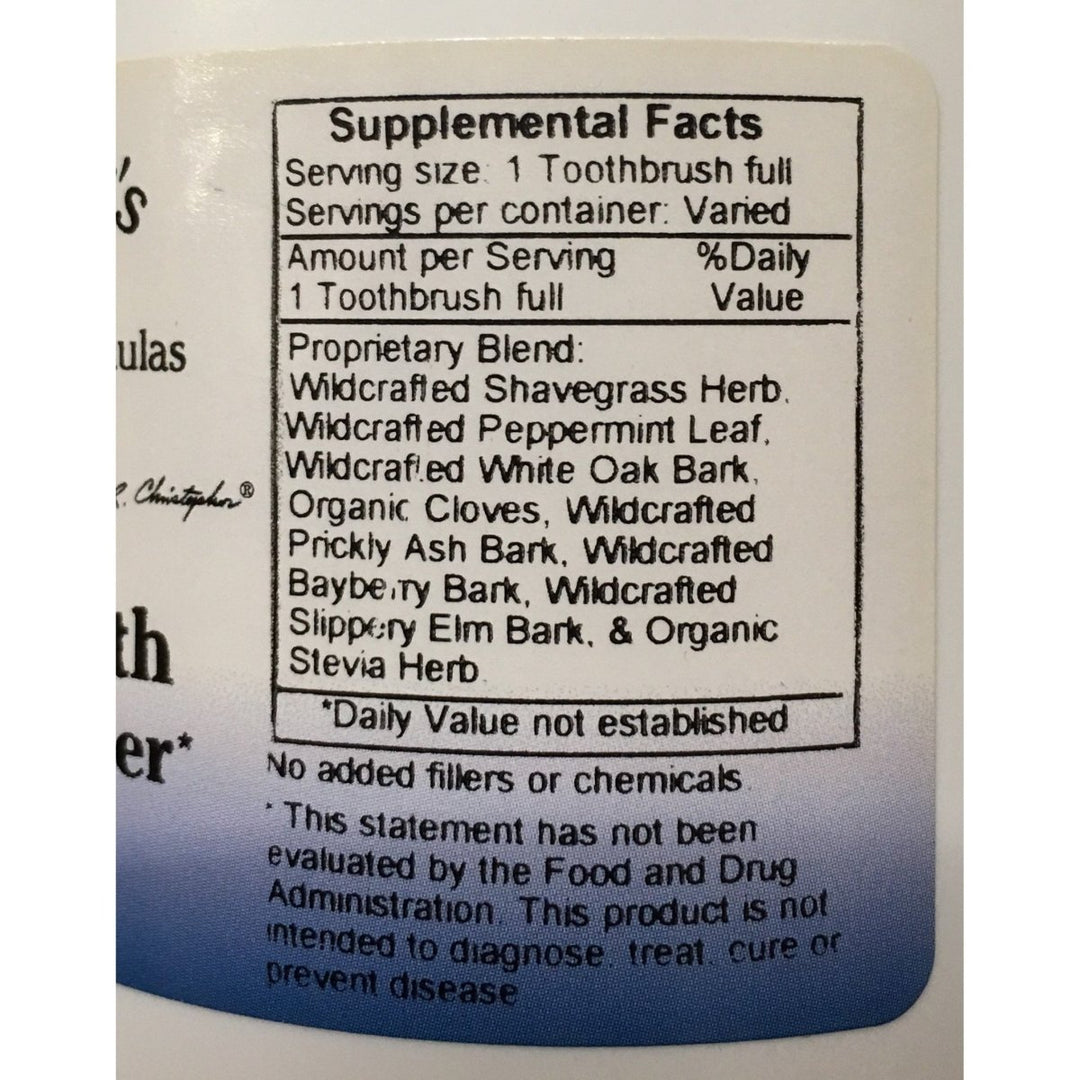 's
ulas
R. Christopher®
th
er*
Supplemental Facts
Serving size: 1 Toothbrush full
Servings per container: Varied
Amount per Serving %Daily
1 Toothbrush full Value
Proprietary Blend:
Wildcrafted Shavegrass Herb,
Wildcrafted Peppermint Leaf,
Wildcrafted White Oak Bark,
Organic Cloves, Wildcrafted
Prickly Ash Bark, Wildcrafted
Bayberry Bark, Wildcrafted
Slippery Elm Bark, & Organic
Stevia Herb
*Daily Value not established
No added fillers or chemicals
* This statement has not been
evaluated by the Food and Drug
Administration. This product is not
intended to diagnose, treat, cure or
prevent disease